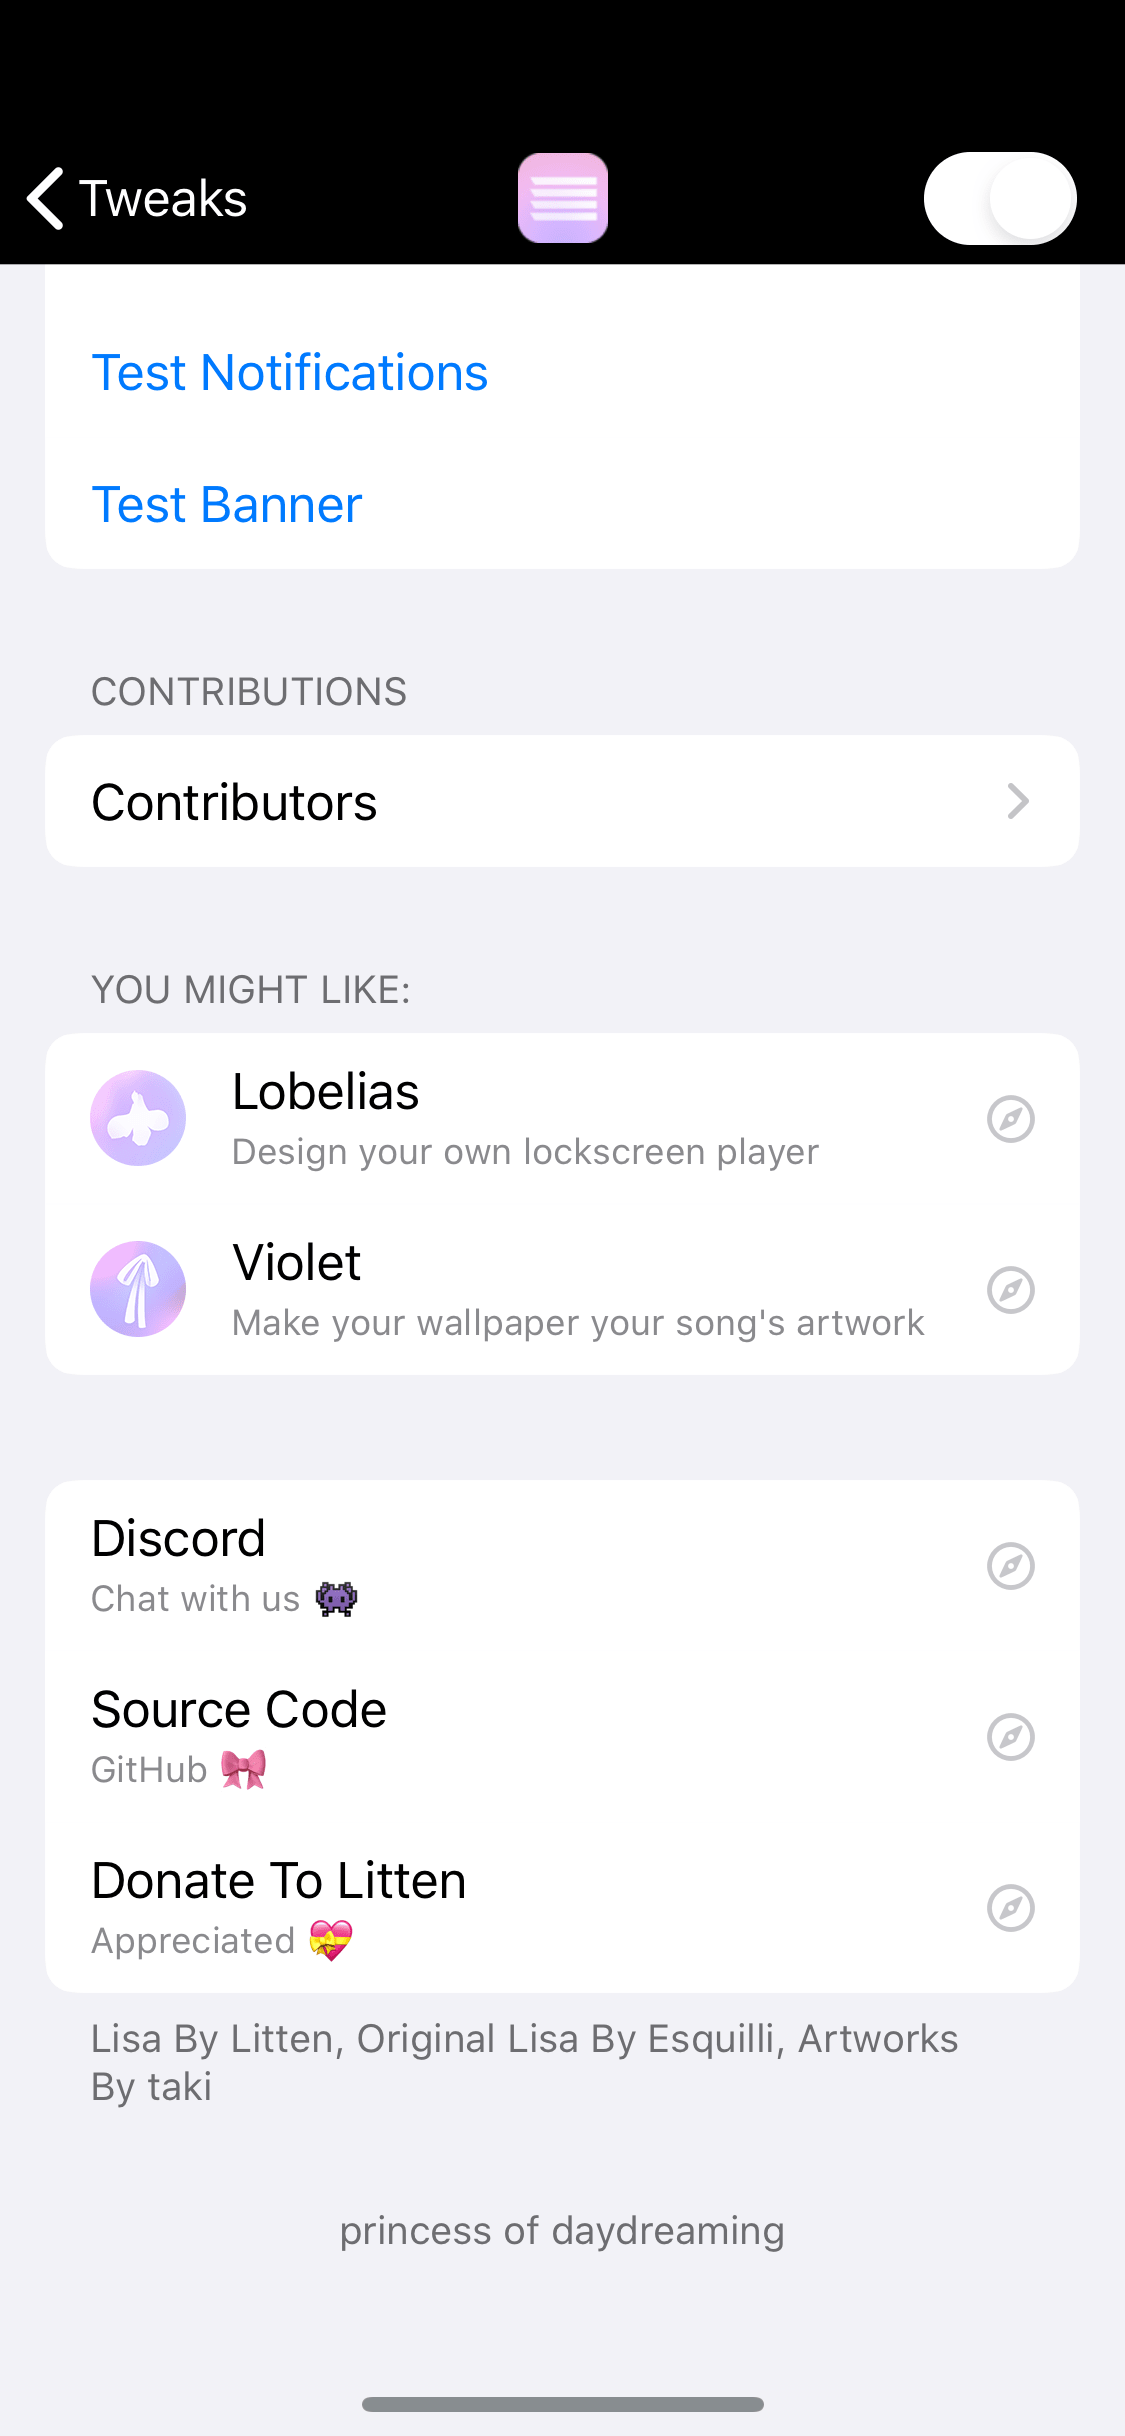 Tweaks
Test Notifications
Test Banner
CONTRIBUTIONS
Contributors
YOU MIGHT LIKE:
Lobelias
Design your own lockscreen player
Violet
Make your wallpaper your song's artwork
Discord
Chat with us 👾
Source Code
GitHub 🎀
Donate To Litten
Appreciated 💝
Lisa By Litten, Original Lisa By Esquilli, Artworks
By taki
princess of daydreaming